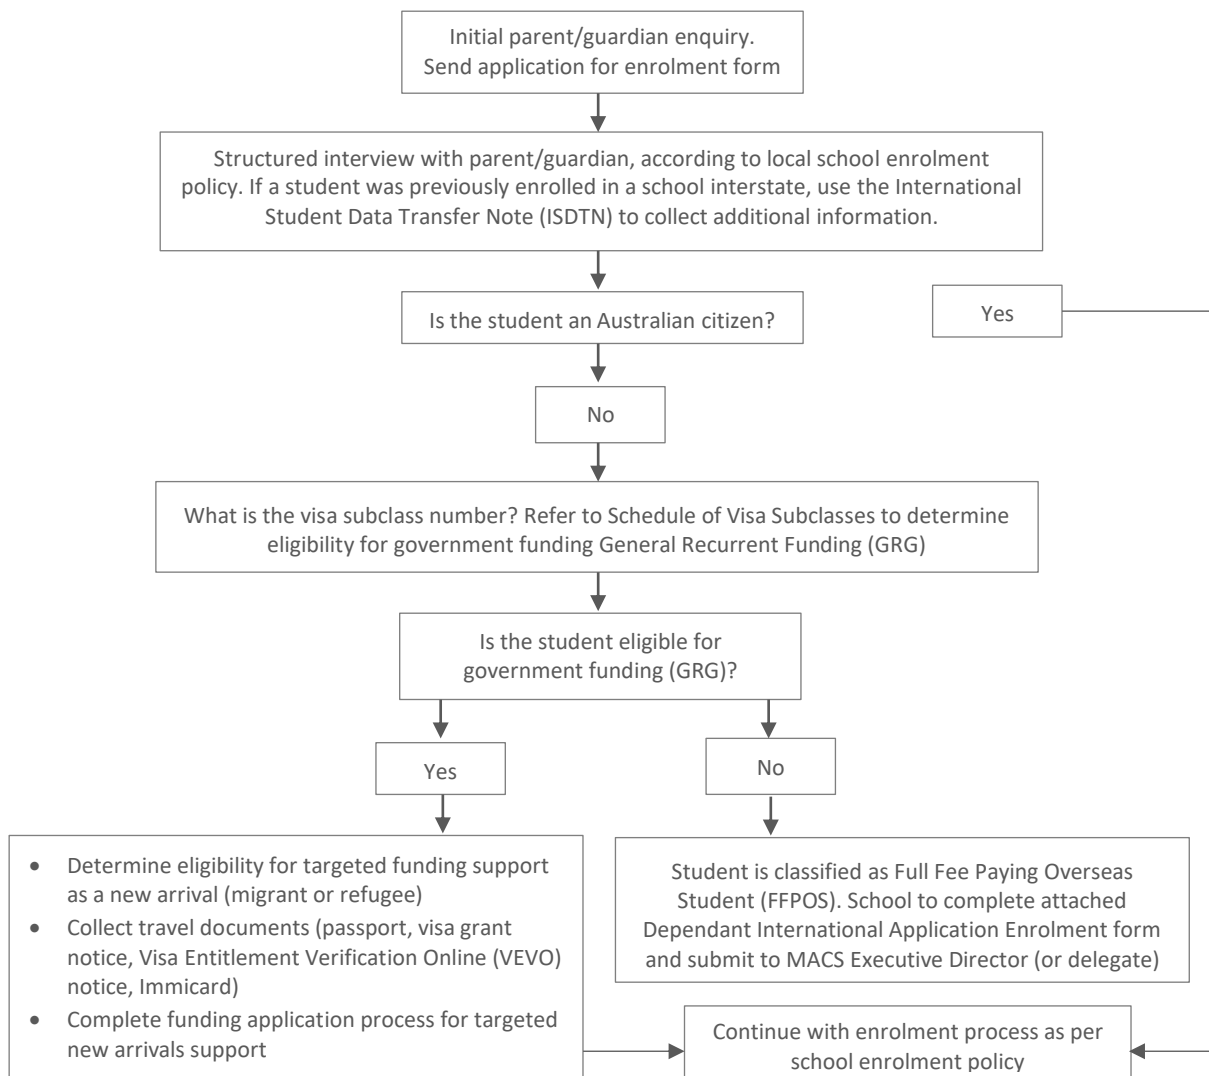 Initial parent/guardian enquiry.
Send application for enrolment form
Structured interview with parent/guardian, according to local school enrolment
policy. If a student was previously enrolled in a school interstate, use the International
Student Data Transfer Note (ISDTN) to collect additional information.
Is the student an Australian citizen?
Yes
No
What is the visa subclass number? Refer to Schedule of Visa Subclasses to determine
eligibility for government funding General Recurrent Funding (GRG)
Is the student eligible for
government funding (GRG)?
Yes
No
• Determine eligibility for targeted funding support
as a new arrival (migrant or refugee)
• Collect travel documents (passport, visa grant
notice, Visa Entitlement Verification Online (VEVO)
notice, Immicard)
• Complete funding application process for targeted
new arrivals support
Student is classified as Full Fee Paying Overseas
Student (FFPOS). School to complete attached
Dependant International Application Enrolment form
and submit to MACS Executive Director (or delegate)
Continue with enrolment process as per
school enrolment policy